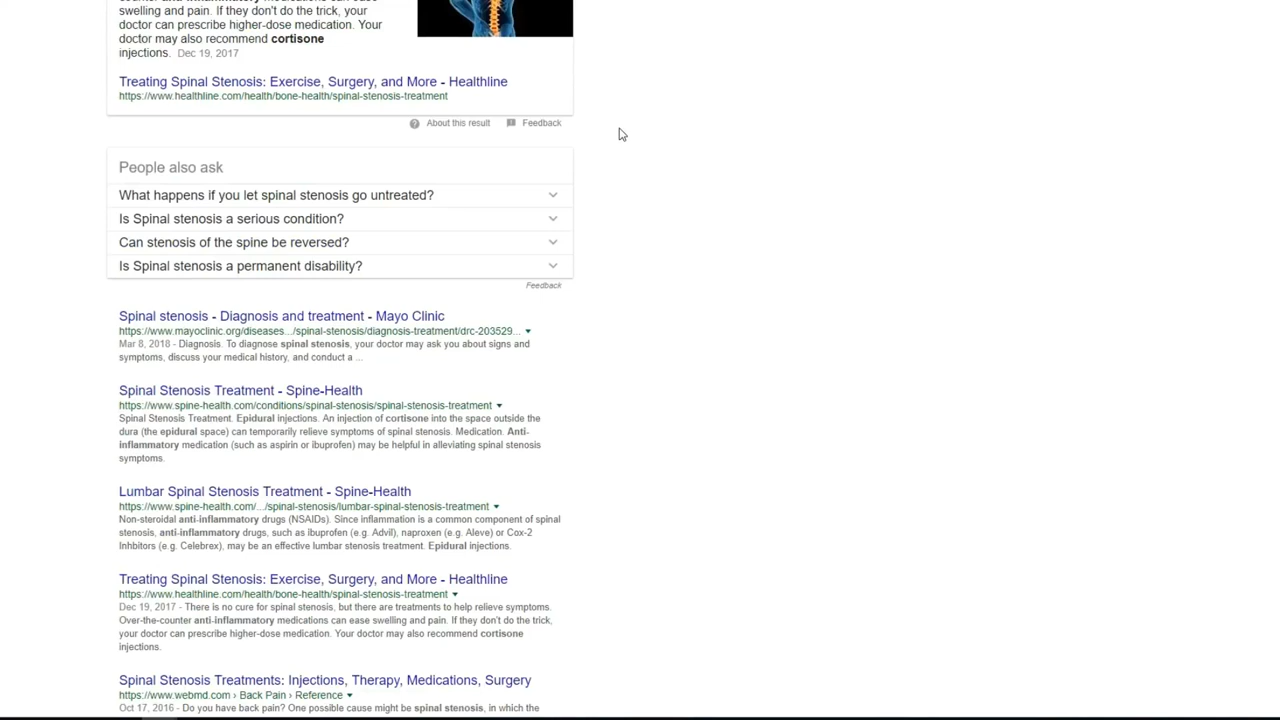 swelling and pain. If they don't do the trick, your
doctor can prescribe higher-dose medication. Your
doctor may also recommend cortisone
injections. Dec 19, 2017
Treating Spinal Stenosis: Exercise, Surgery, and More - Healthline
https://www.healthline.com/health/bone-health/spinal-stenosis-treatment
About this result Feedback
People also ask
What happens if you let spinal stenosis go untreated?
Is Spinal stenosis a serious condition?
Can stenosis of the spine be reversed?
Is Spinal stenosis a permanent disability?
Feedback
Spinal stenosis - Diagnosis and treatment - Mayo Clinic
https://www.mayoclinic.org/diseases.../spinal-stenosis/diagnosis-treatment/drc-203529...
Mar 8, 2018 - Diagnosis. To diagnose spinal stenosis, your doctor may ask you about signs and
symptoms, discuss your medical history, and conduct a ...
Spinal Stenosis Treatment - Spine-Health
https://www.spine-health.com/conditions/spinal-stenosis/spinal-stenosis-treatment
Spinal Stenosis Treatment. Epidural injections. An injection of cortisone into the space outside the
dura (the epidural space) can temporarily relieve symptoms of spinal stenosis. Medication. Anti-
inflammatory medication (such as aspirin or ibuprofen) may be helpful in alleviating spinal stenosis
symptoms.
Lumbar Spinal Stenosis Treatment - Spine-Health
https://www.spine-health.com/.../spinal-stenosis/lumbar-spinal-stenosis-treatment
Non-steroidal anti-inflammatory drugs (NSAIDs). Since inflammation is a common component of spinal
stenosis, anti-inflammatory drugs, such as ibuprofen (e.g. Advil), naproxen (e.g. Aleve) or Cox-2
Inhbitors (e.g. Celebrex), may be an effective lumbar stenosis treatment. Epidural injections.
Treating Spinal Stenosis: Exercise, Surgery, and More - Healthline
https://www.healthline.com/health/bone-health/spinal-stenosis-treatment
Dec 19, 2017 - There is no cure for spinal stenosis, but there are treatments to help relieve symptoms.
Over-the-counter anti-inflammatory medications can ease swelling and pain. If they don't do the trick,
your doctor can prescribe higher-dose medication. Your doctor may also recommend cortisone
injections.
Spinal Stenosis Treatments: Injections, Therapy, Medications, Surgery
https://www.webmd.com › Back Pain › Reference
Oct 17, 2016 - Do you have back pain? One possible cause might be spinal stenosis, in which the